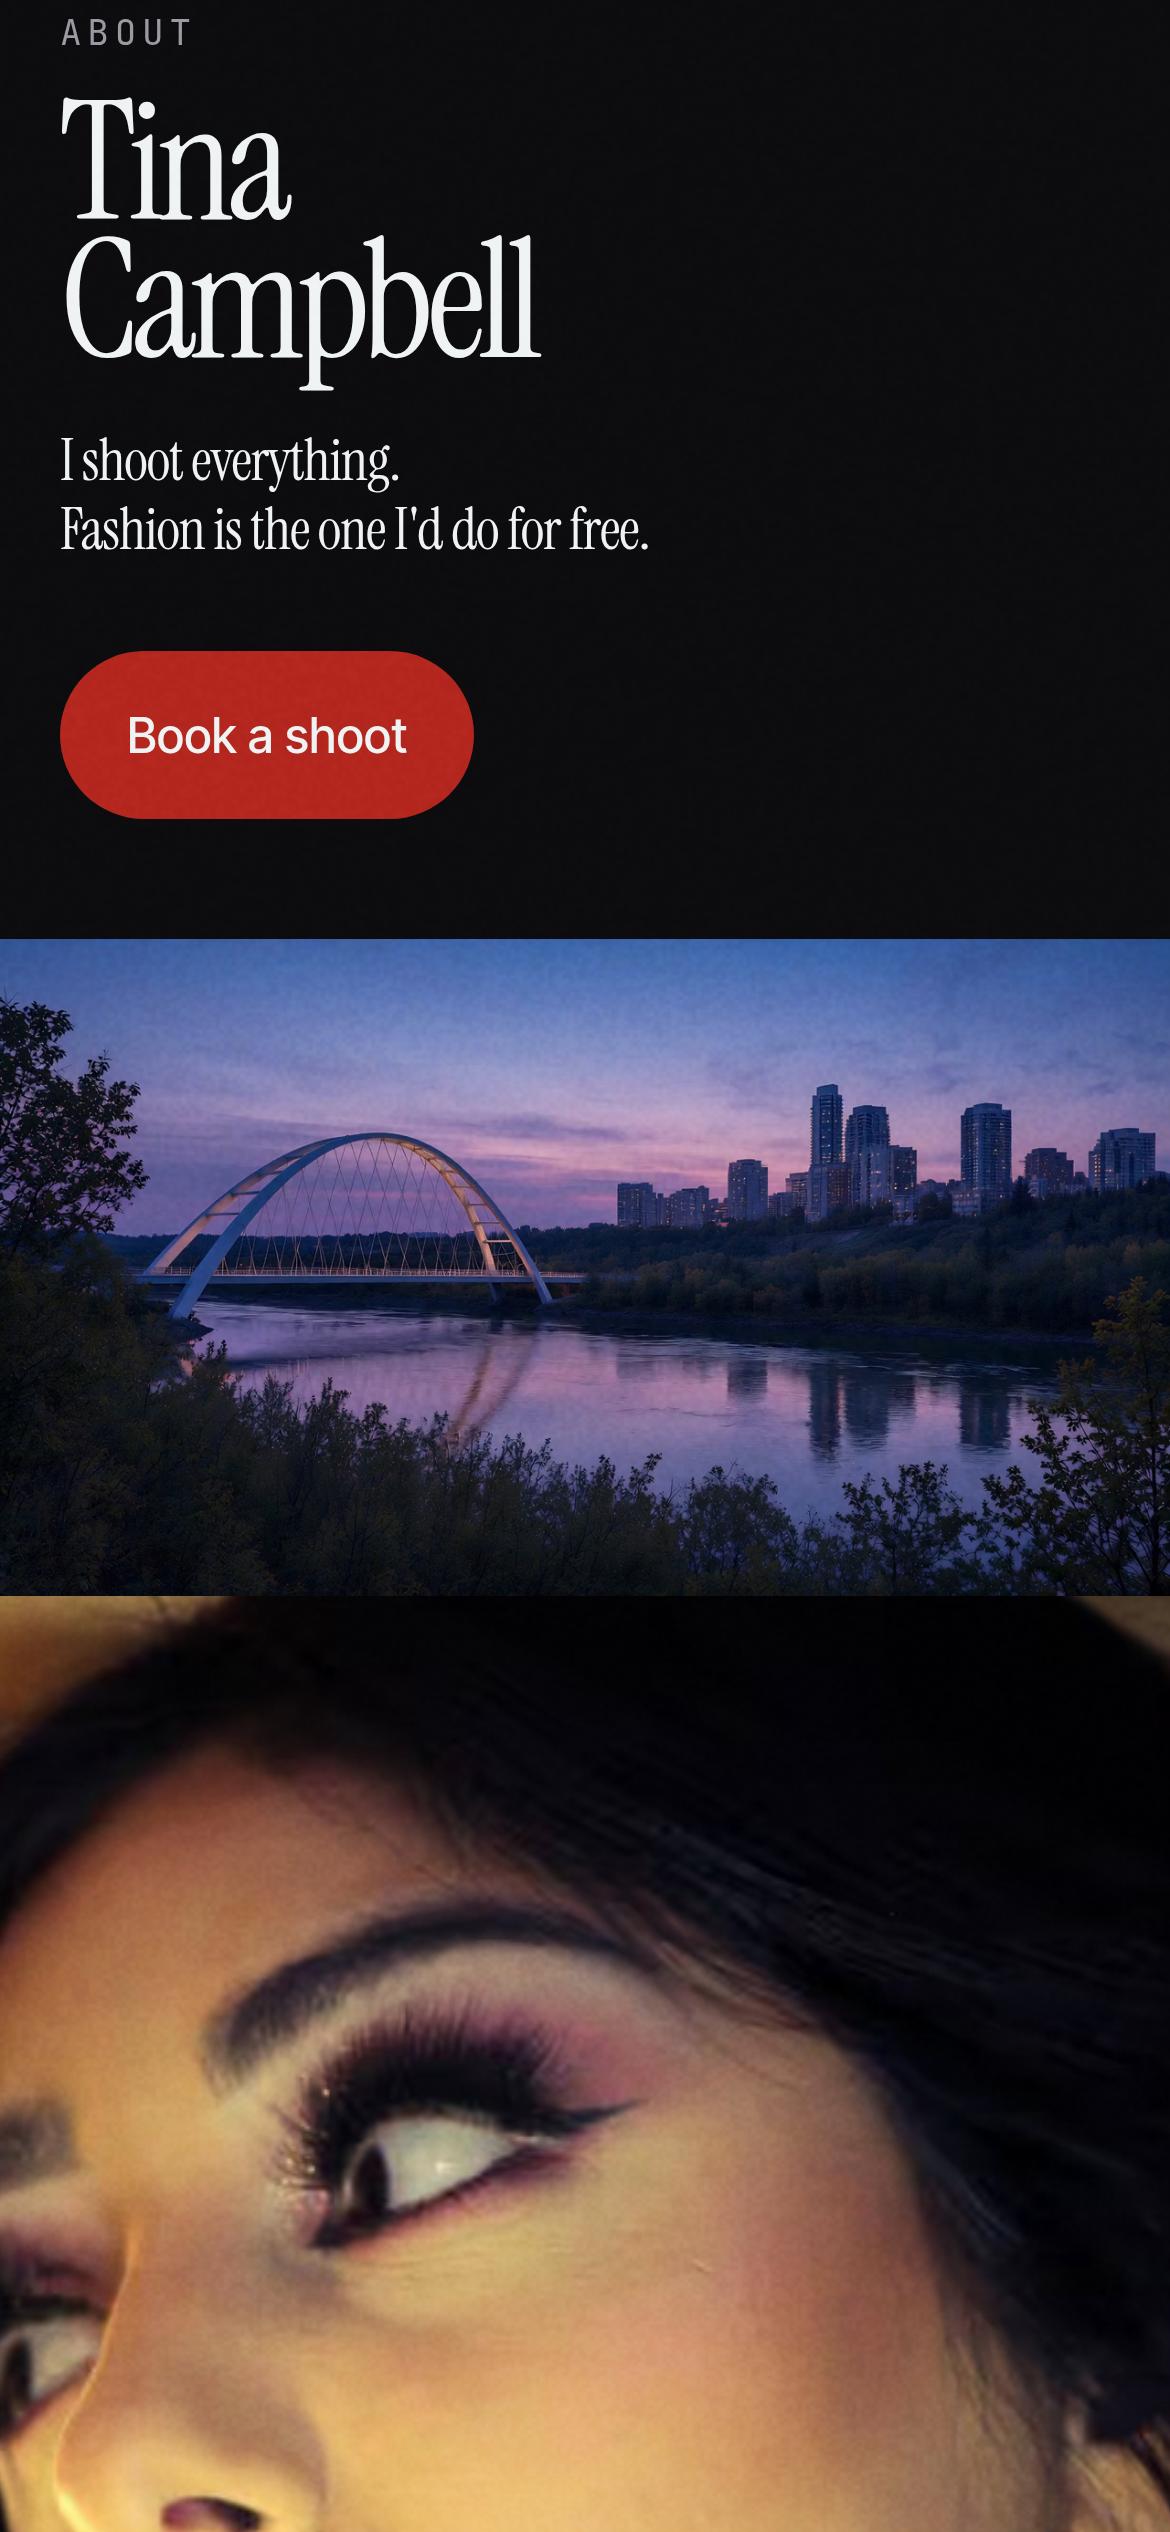 ABOUT
Tina
Campbell
I shoot everything.
Fashion is the one I'd do for free.
Book a shoot